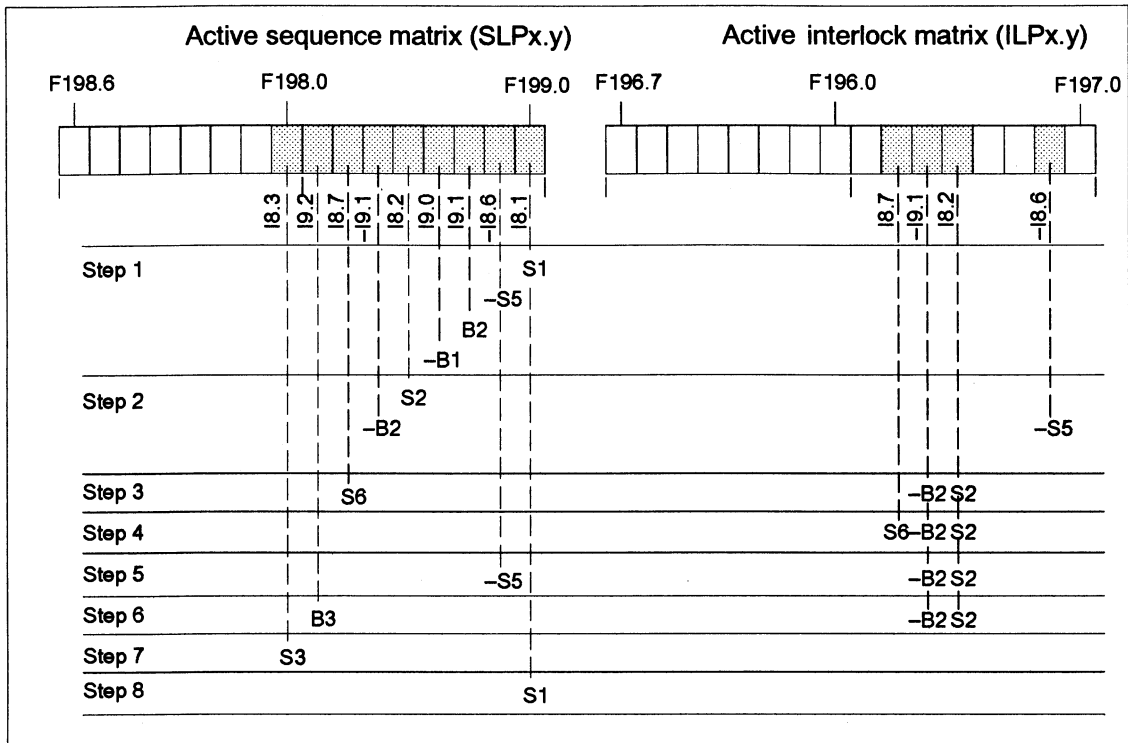 Active sequence matrix (SLPx.y) Active interlock matrix (ILPx.y)
F198.6 F198.0 F199.0 F196.7 F196.0 F197.0
I8.3 I9.2 I8.7 –I9.1 I8.2 I9.0 I9.1 –I8.6 I8.1 I8.7 –I9.1 I8.2 –I8.6
Step 1 S1
–S5
B2
–B1
Step 2 S2
–B2 –S5
Step 3 S6 –B2 S2
Step 4 S6 –B2 S2
Step 5 –S5 –B2 S2
Step 6 B3 –B2 S2
Step 7 S3
Step 8 S1